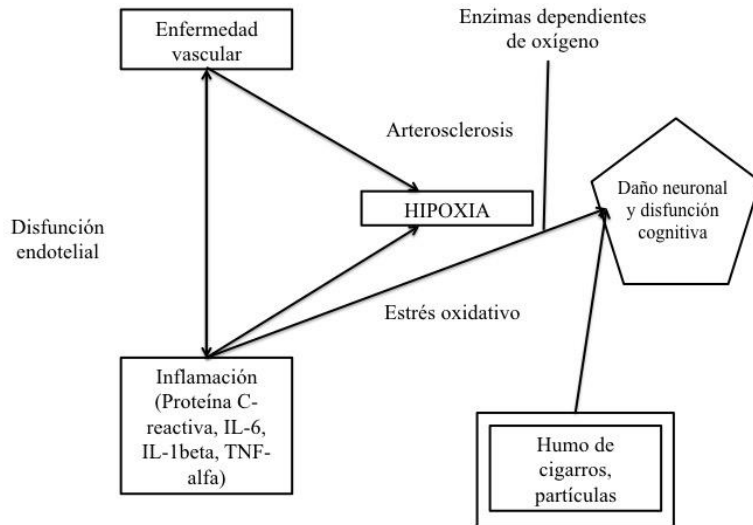 Enfermedad
vascular
Enzimas dependientes
de oxígeno
Arterosclerosis
Daño neuronal
y disfunción
cognitiva
HIPOXIA
Disfunción
endotelial
Estrés oxidativo
Inflamación
(Proteína C-
reactiva, IL-6,
IL-1beta, TNF-
alfa)
Humo de
cigarros,
partículas